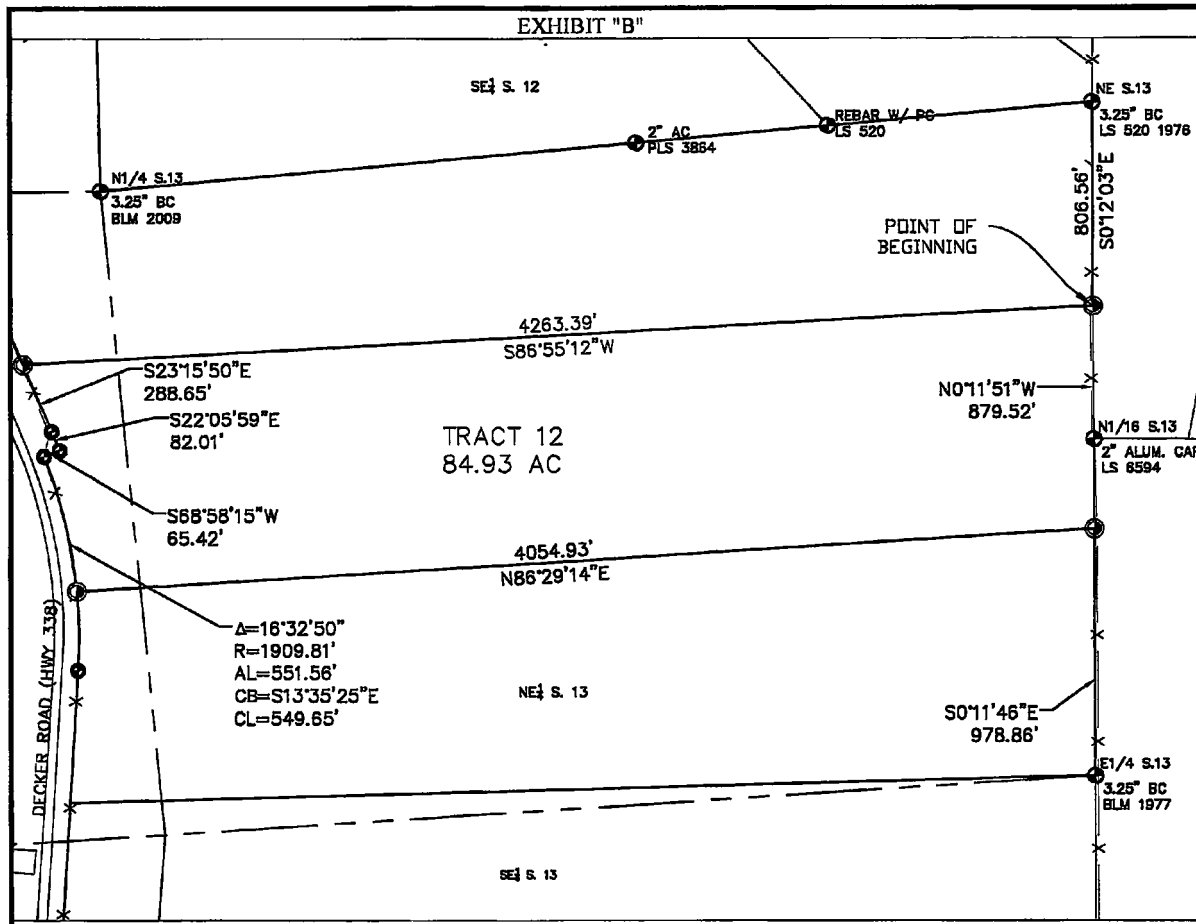 EXHIBIT "B"
SE¼ S. 12
NE S.13
3.25" BC
LS 520 1976
REBAR W/ PC
LS 520
2" AC
PLS 3864
N1/4 S.13
3.25" BC
BLM 2009
806.56'
S0°12'03"E
POINT OF
BEGINNING
4263.39'
S86°55'12"W
S23°15'50"E
288.65'
S22°05'59"E
82.01'
N0°11'51"W
879.52'
N1/16 S.13
2" ALUM. CAP
LS 6594
TRACT 12
84.93 AC
S68°58'15"W
65.42'
4054.93'
N86°29'14"E
Δ=16°32'50"
R=1909.81'
AL=551.56'
CB=S13°35'25"E
CL=549.65'
DECKER ROAD (HWY 338)
NE¼ S. 13
S0°11'46"E
978.86'
E1/4 S.13
3.25" BC
BLM 1977
SE¼ S. 13